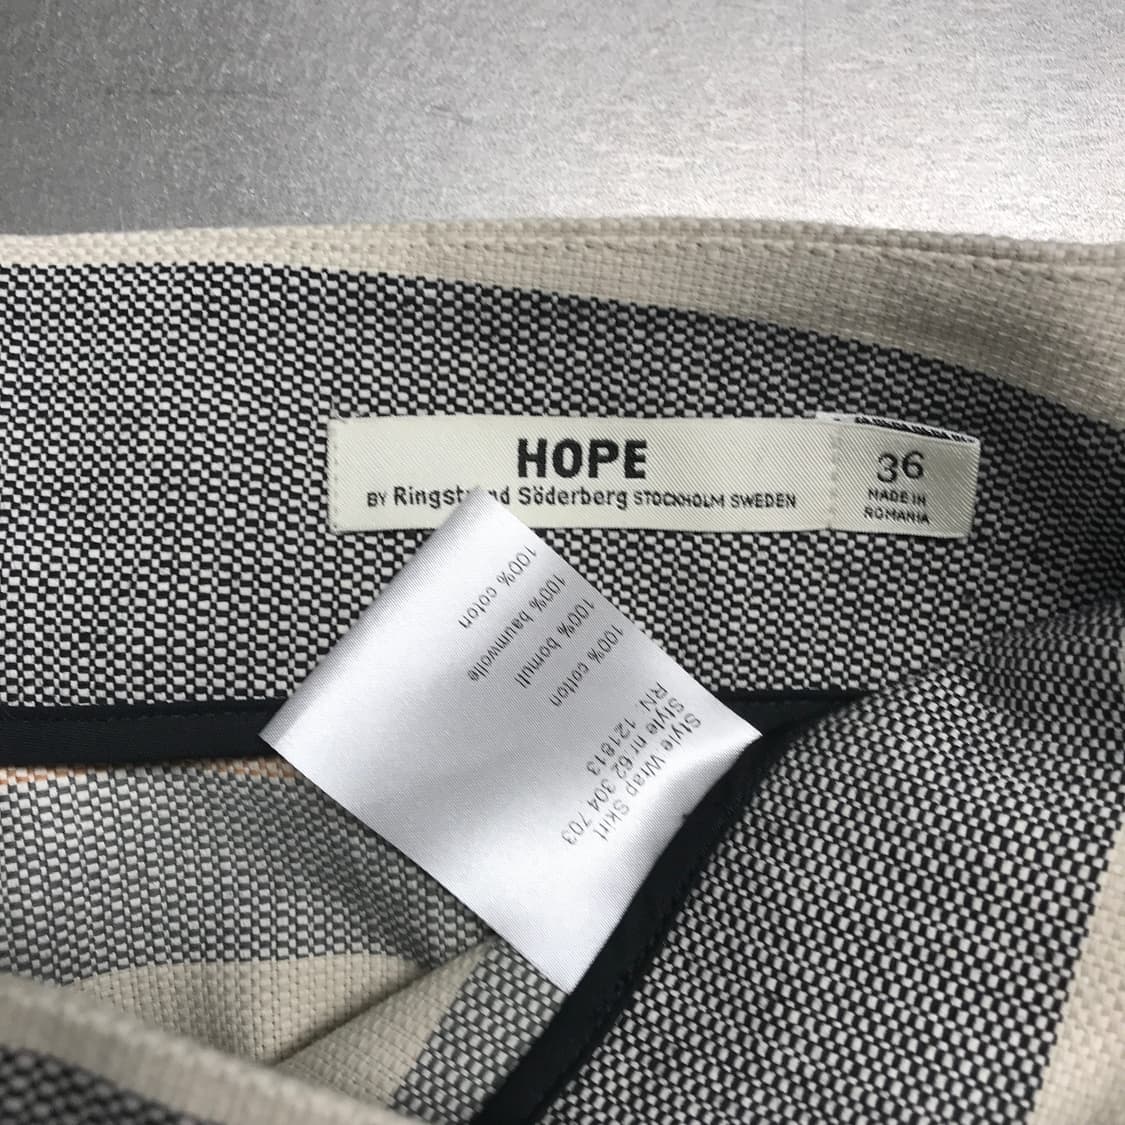 HOPE
BY Ringst nd Söderberg STOCKHOLM SWEDEN
36
MADE IN
ROMANIA
Style Wrap Skirt
Style nr 62 304 703
RN. 121813
100% cotton
100% bomull
100% baumwolle
100% coton